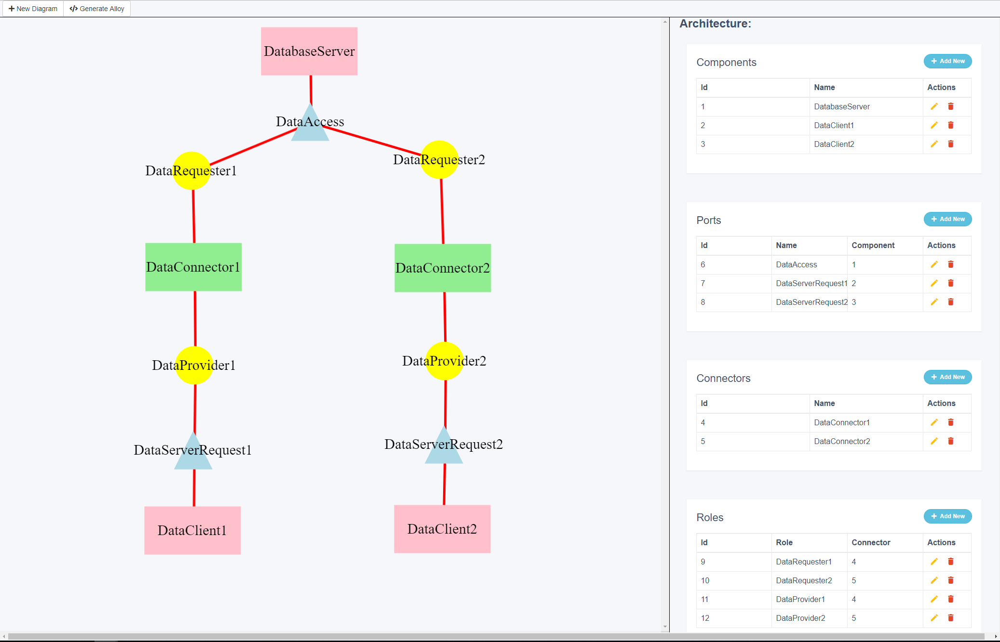 New Diagram
Generate Alloy
DatabaseServer
DataAccess
DataRequester1
DataRequester2
DataConnector1
DataConnector2
DataProvider1
DataProvider2
DataServerRequest1
DataServerRequest2
DataClient1
DataClient2
Architecture:
Components
Add New
Id Name Actions
1 DatabaseServer
2 DataClient1
3 DataClient2
Ports
Add New
Id Name Component Actions
6 DataAccess 1
7 DataServerRequest1 2
8 DataServerRequest2 3
Connectors
Add New
Id Name Actions
4 DataConnector1
5 DataConnector2
Roles
Add New
Id Role Connector Actions
9 DataRequester1 4
10 DataRequester2 5
11 DataProvider1 4
12 DataProvider2 5